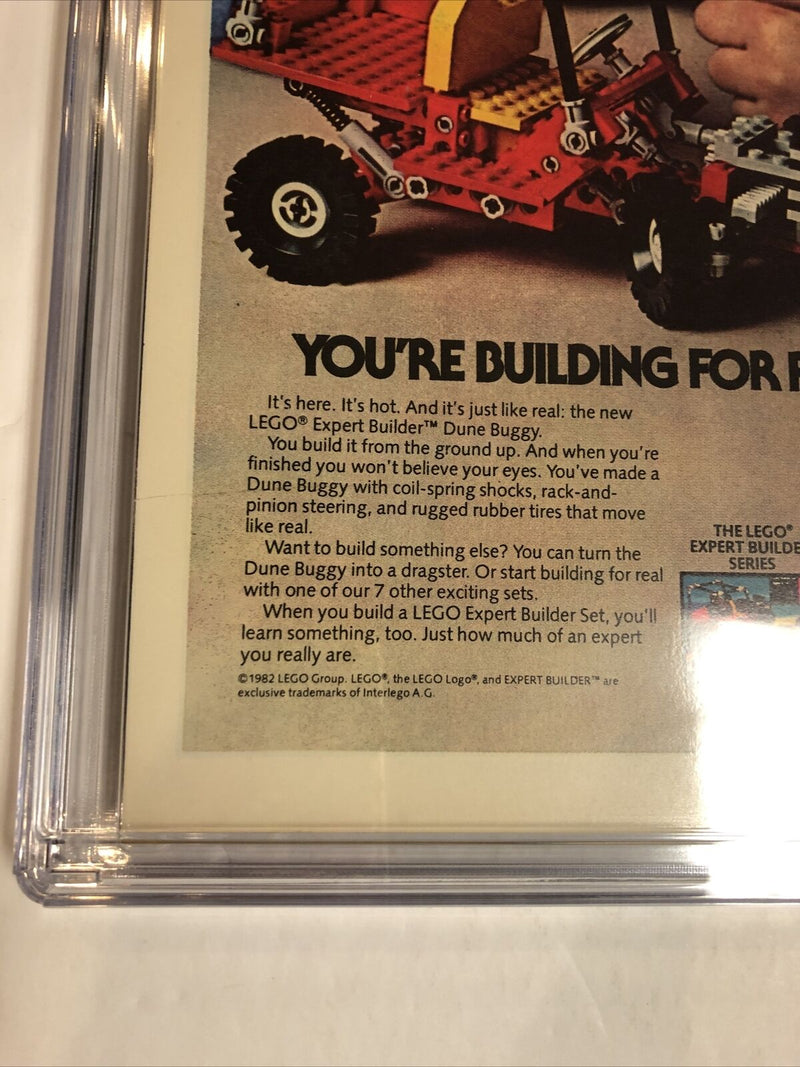 YOU'RE BUILDING FOR
It's here. It's hot. And it's just like real: the new
LEGO® Expert Builder™ Dune Buggy.
You build it from the ground up. And when you're
finished you won't believe your eyes. You've made a
Dune Buggy with coil-spring shocks, rack-and-
pinion steering, and rugged rubber tires that move
like real.
Want to build something else? You can turn the
Dune Buggy into a dragster. Or start building for real
with one of our 7 other exciting sets.
When you build a LEGO Expert Builder Set, you'll
learn something, too. Just how much of an expert
you really are.
©1982 LEGO Group. LEGO®, the LEGO Logo®, and EXPERT BUILDER™ are
exclusive trademarks of Interlego A.G.
THE LEGO®
EXPERT BUILDE
SERIES